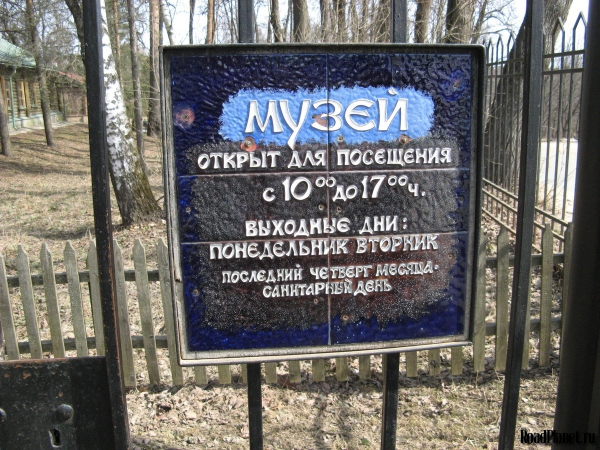 МУЗЕЙ
ОТКРЫТ ДЛЯ ПОСЕЩЕНИЯ
С 10⁰⁰ ДО 17⁰⁰ Ч.
ВЫХОДНЫЕ ДНИ:
ПОНЕДЕЛЬНИК ВТОРНИК
ПОСЛЕДНИЙ ЧЕТВЕРГ МЕСЯЦА-
САНИТАРНЫЙ ДЕНЬ
RoadPlanet.ru